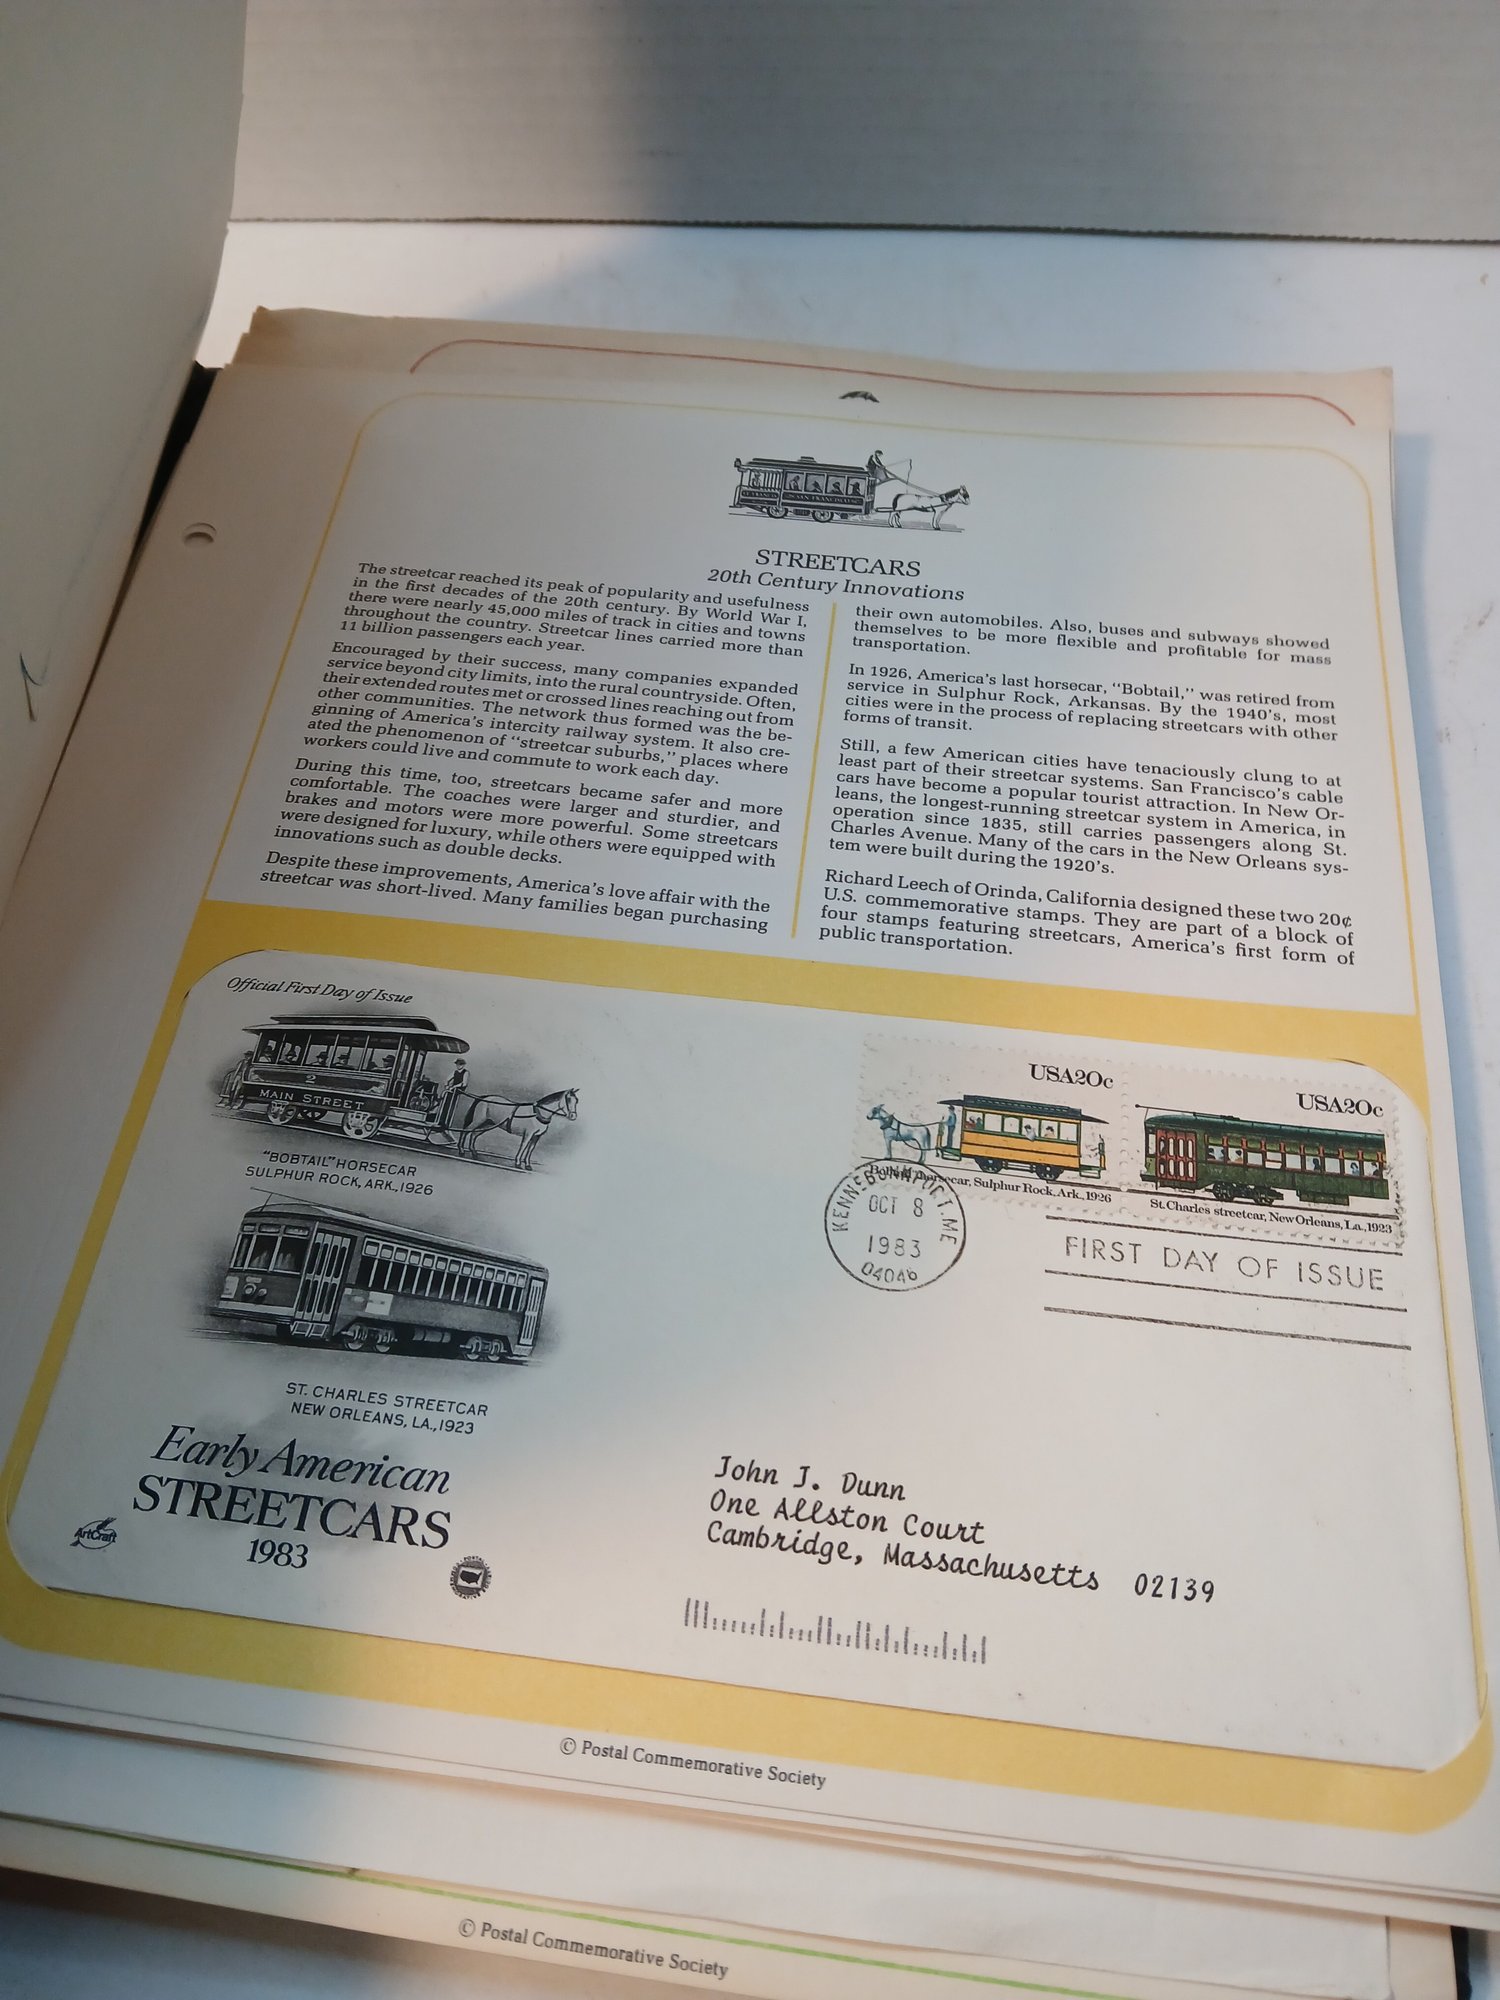 STREETCARS
20th Century Innovations
The streetcar reached its peak of popularity and usefulness
in the first decades of the 20th century. By World War I,
there were nearly 45,000 miles of track in cities and towns
throughout the country. Streetcar lines carried more than
11 billion passengers each year.
Encouraged by their success, many companies expanded
service beyond city limits, into the rural countryside. Often,
their extended routes met or crossed lines reaching out from
other communities. The network thus formed was the be-
ginning of America's intercity railway system. It also cre-
ated the phenomenon of "streetcar suburbs," places where
workers could live and commute to work each day.
During this time, too, streetcars became safer and more
comfortable. The coaches were larger and sturdier, and
brakes and motors were more powerful. Some streetcars
were designed for luxury, while others were equipped with
innovations such as double decks.
Despite these improvements, America's love affair with the
streetcar was short-lived. Many families began purchasing
their own automobiles. Also, buses and subways showed
themselves to be more flexible and profitable for mass
transportation.
In 1926, America's last horsecar, "Bobtail," was retired from
service in Sulphur Rock, Arkansas. By the 1940's, most
cities were in the process of replacing streetcars with other
forms of transit.
Still, a few American cities have tenaciously clung to at
least part of their streetcar systems. San Francisco's cable
cars have become a popular tourist attraction. In New Or-
leans, the longest-running streetcar system in America, in
operation since 1835, still carries passengers along St.
Charles Avenue. Many of the cars in the New Orleans sys-
tem were built during the 1920's.
Richard Leech of Orinda, California designed these two 20¢
U.S. commemorative stamps. They are part of a block of
four stamps featuring streetcars, America's first form of
public transportation.
Official First Day of Issue
2
MAIN STREET
"BOBTAIL" HORSECAR
SULPHUR ROCK, ARK., 1926
ST. CHARLES STREETCAR
NEW ORLEANS, LA., 1923
Early American
STREETCARS
1983
ArtCraft
USA20c
Bobtail horsecar, Sulphur Rock, Ark., 1926
USA20c
St. Charles streetcar, New Orleans, La., 1923
KENNEBUNKPORT, ME
OCT 8
1983
04046
FIRST DAY OF ISSUE
John J. Dunn
One Allston Court
Cambridge, Massachusetts 02139
© Postal Commemorative Society
© Postal Commemorative Society